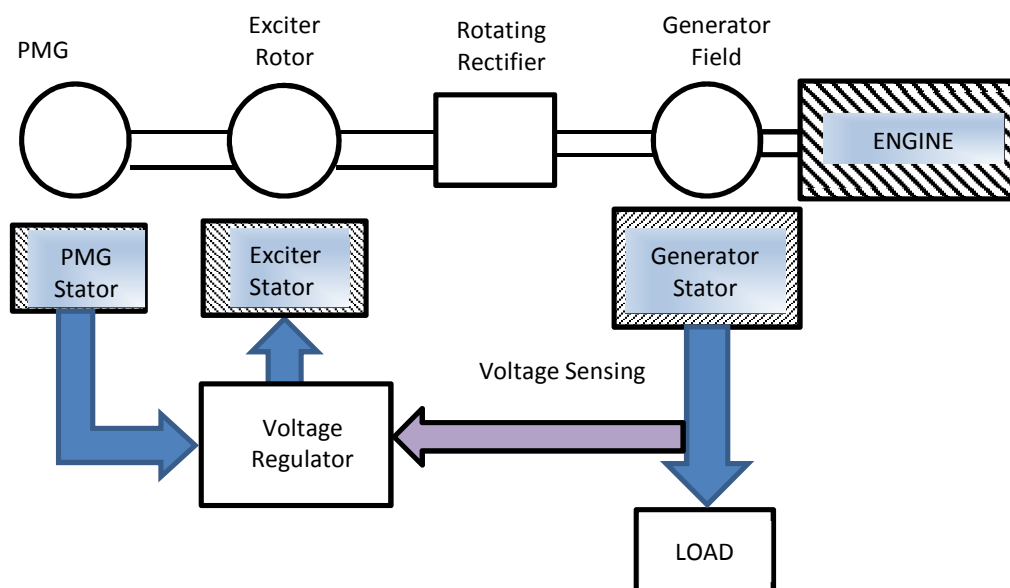 PMG
Exciter
Rotor
Rotating
Rectifier
Generator
Field
ENGINE
PMG
Stator
Exciter
Stator
Generator
Stator
Voltage Sensing
Voltage
Regulator
LOAD